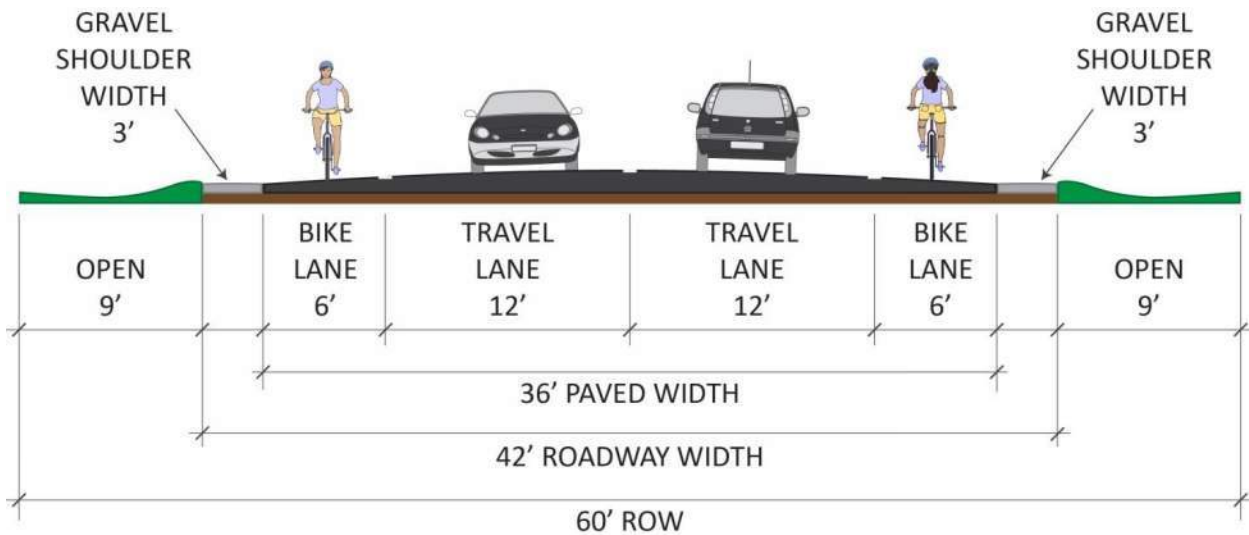 GRAVEL
SHOULDER
WIDTH
3’
GRAVEL
SHOULDER
WIDTH
3’
OPEN
9’
BIKE
LANE
6’
TRAVEL
LANE
12’
TRAVEL
LANE
12’
BIKE
LANE
6’
OPEN
9’
36’ PAVED WIDTH
42’ ROADWAY WIDTH
60’ ROW